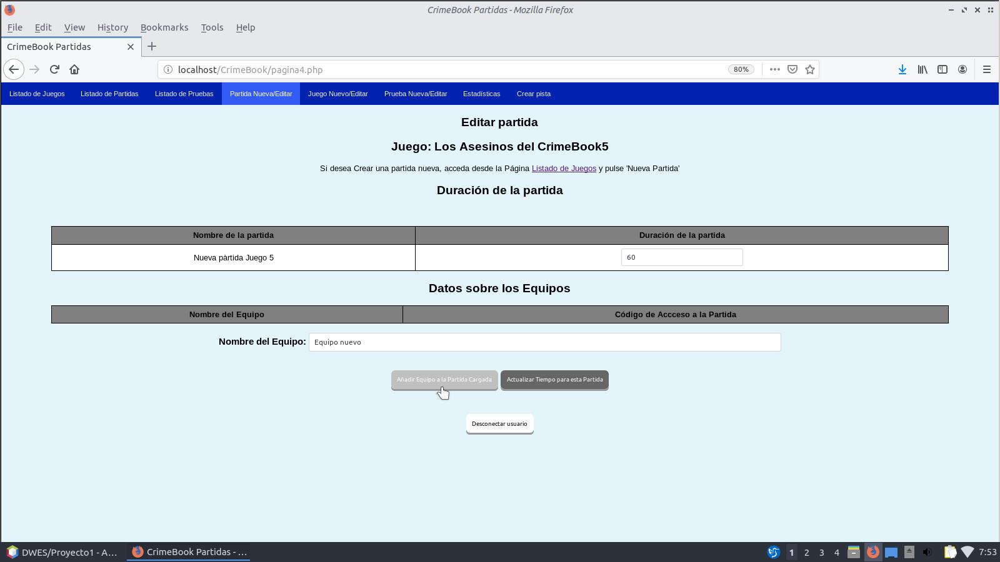 CrimeBook Partidas - Mozilla Firefox
File Edit View History Bookmarks Tools Help
CrimeBook Partidas
localhost/CrimeBook/pagina4.php 80%
Listado de Juegos Listado de Partidas Listado de Pruebas Partida Nueva/Editar Juego Nuevo/Editar Prueba Nueva/Editar Estadísticas Crear pista
Editar partida
Juego: Los Asesinos del CrimeBook5
Si desea Crear una partida nueva, acceda desde la Página Listado de Juegos y pulse 'Nueva Partida'
Duración de la partida
Nombre de la partida Duración de la partida
Nueva pàrtida Juego 5 60
Datos sobre los Equipos
Nombre del Equipo Código de Accceso a la Partida
Nombre del Equipo: Equipo nuevo
Añadir Equipo a la Partida Cargada Actualizar Tiempo para esta Partida
Desconectar usuario
DWES/Proyecto1 - A... CrimeBook Partidas - ... 1 2 3 4 7:53